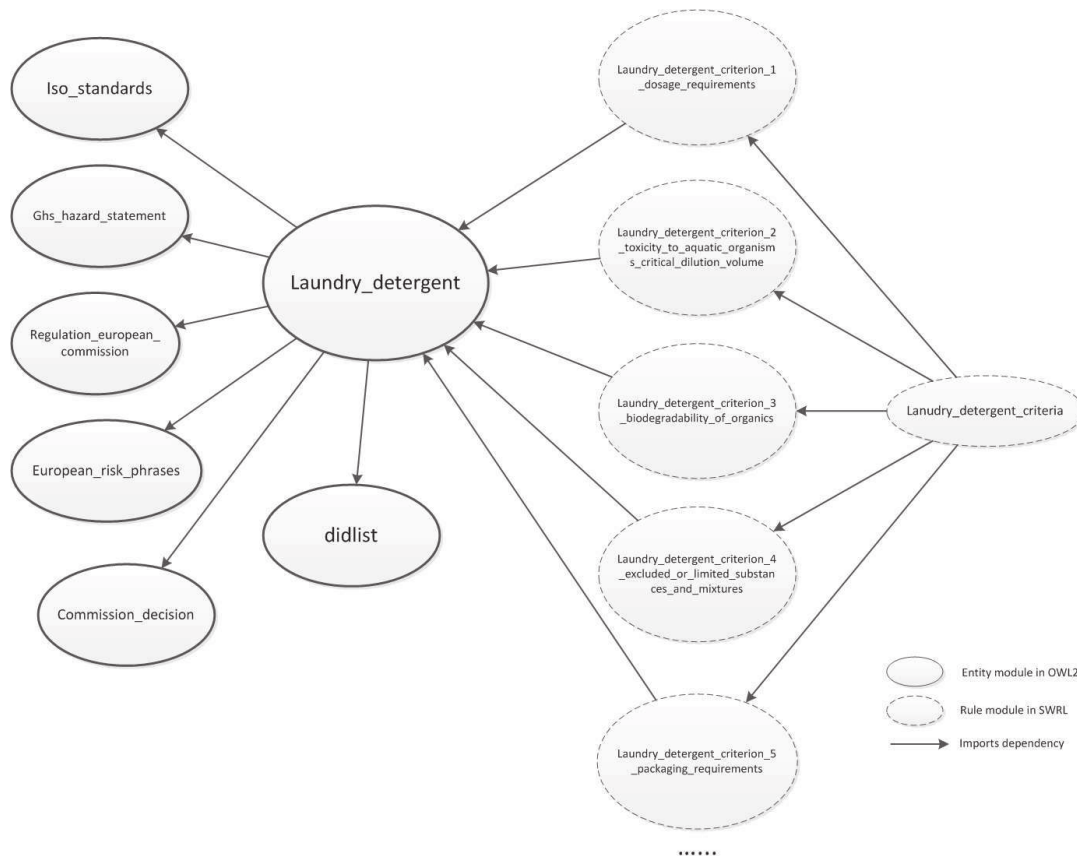 Iso_standards
Ghs_hazard_statement
Regulation_european_
commission
European_risk_phrases
Commission_decision
Laundry_detergent
didlist
Laundry_detergent_criterion_1
_dosage_requirements
Laundry_detergent_criterion_2
_toxicity_to_aquatic_organism
s_critical_dilution_volume
Laundry_detergent_criterion_3
_biodegradability_of_organics
Laundry_detergent_criterion_4
_excluded_or_limited_substan
ces_and_mixtures
Laundry_detergent_criterion_5
_packaging_requirements
......
Lanudry_detergent_criteria
Entity module in OWL2
Rule module in SWRL
Imports dependency